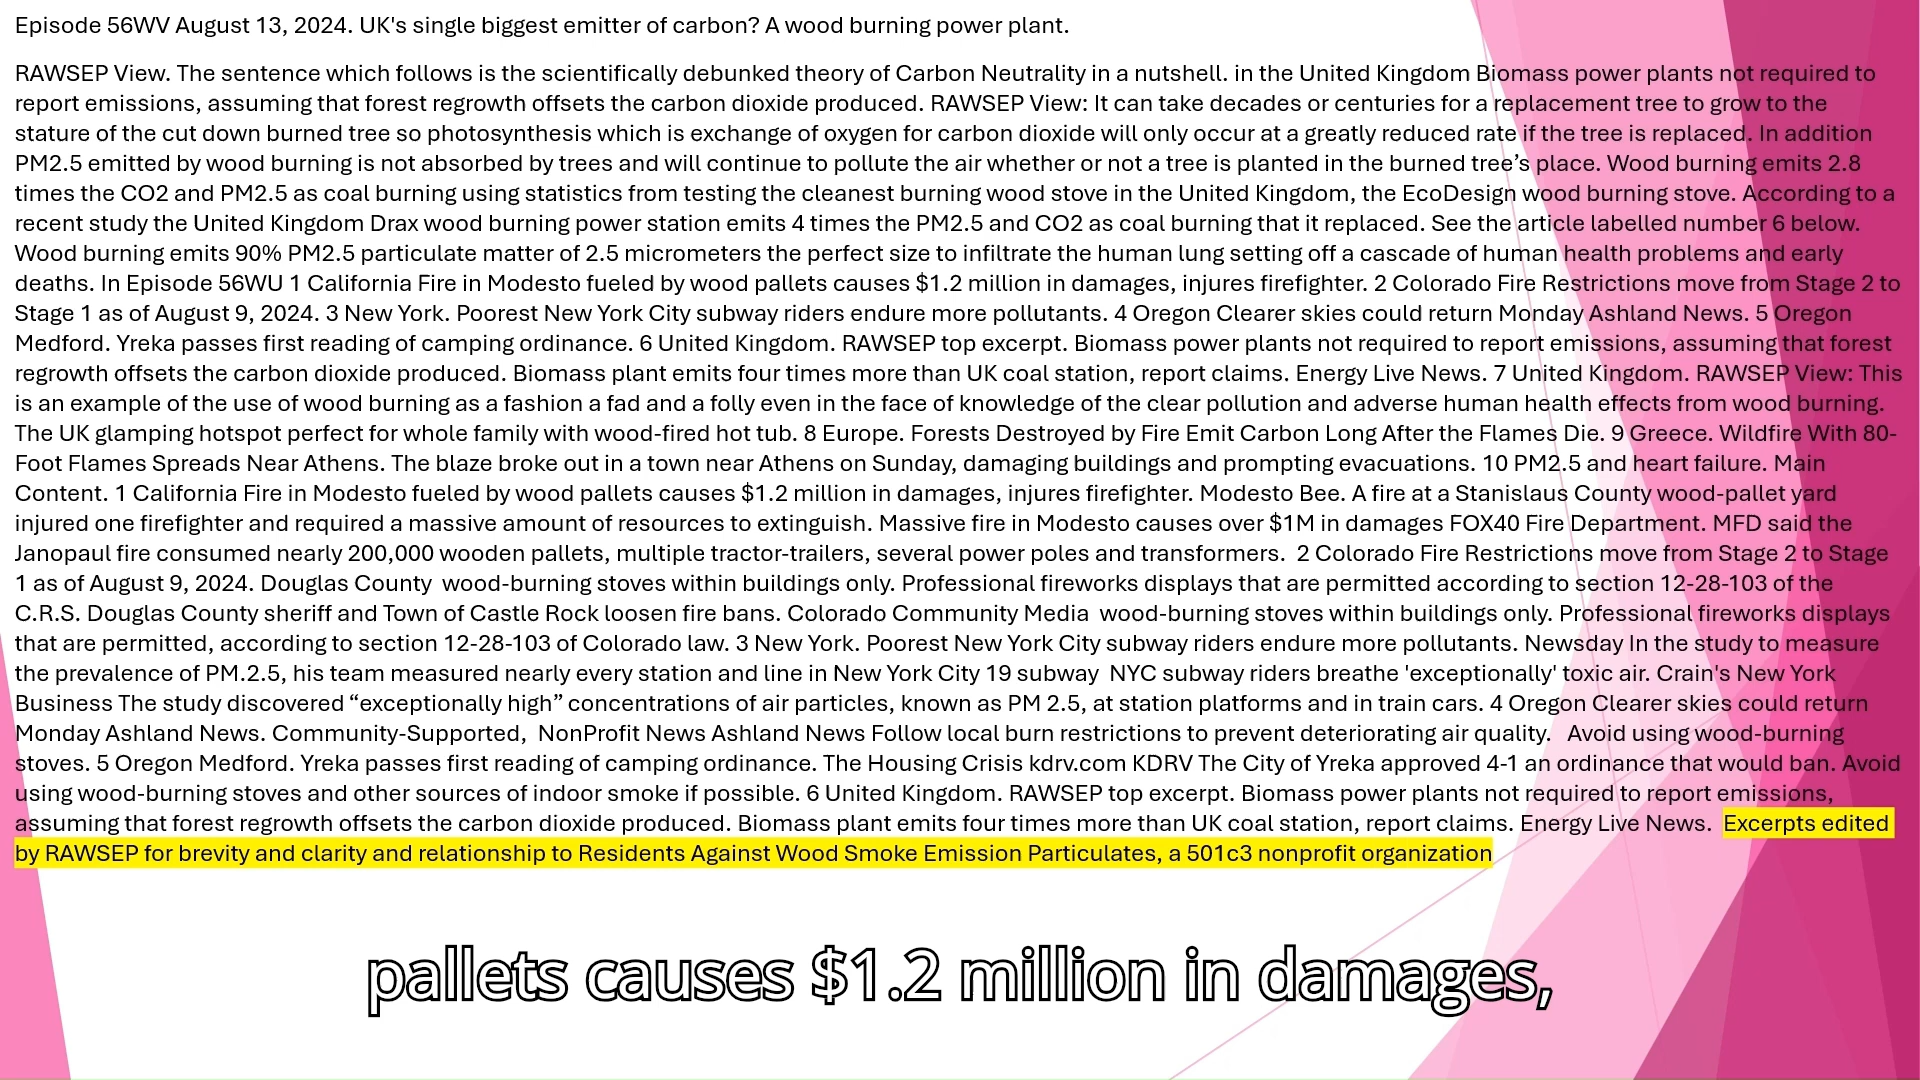 Episode 56WV August 13, 2024. UK's single biggest emitter of carbon? A wood burning power plant.
RAWSEP View. The sentence which follows is the scientifically debunked theory of Carbon Neutrality in a nutshell. in the United Kingdom Biomass power plants not required to
report emissions, assuming that forest regrowth offsets the carbon dioxide produced. RAWSEP View: It can take decades or centuries for a replacement tree to grow to the
stature of the cut down burned tree so photosynthesis which is exchange of oxygen for carbon dioxide will only occur at a greatly reduced rate if the tree is replaced. In addition
PM2.5 emitted by wood burning is not absorbed by trees and will continue to pollute the air whether or not a tree is planted in the burned tree’s place. Wood burning emits 2.8
times the CO2 and PM2.5 as coal burning using statistics from testing the cleanest burning wood stove in the United Kingdom, the EcoDesign wood burning stove. According to a
recent study the United Kingdom Drax wood burning power station emits 4 times the PM2.5 and CO2 as coal burning that it replaced. See the article labelled number 6 below.
Wood burning emits 90% PM2.5 particulate matter of 2.5 micrometers the perfect size to infiltrate the human lung setting off a cascade of human health problems and early
deaths. In Episode 56WU 1 California Fire in Modesto fueled by wood pallets causes $1.2 million in damages, injures firefighter. 2 Colorado Fire Restrictions move from Stage 2 to
Stage 1 as of August 9, 2024. 3 New York. Poorest New York City subway riders endure more pollutants. 4 Oregon Clearer skies could return Monday Ashland News. 5 Oregon
Medford. Yreka passes first reading of camping ordinance. 6 United Kingdom. RAWSEP top excerpt. Biomass power plants not required to report emissions, assuming that forest
regrowth offsets the carbon dioxide produced. Biomass plant emits four times more than UK coal station, report claims. Energy Live News. 7 United Kingdom. RAWSEP View: This
is an example of the use of wood burning as a fashion a fad and a folly even in the face of knowledge of the clear pollution and adverse human health effects from wood burning.
The UK glamping hotspot perfect for whole family with wood-fired hot tub. 8 Europe. Forests Destroyed by Fire Emit Carbon Long After the Flames Die. 9 Greece. Wildfire With 80-
Foot Flames Spreads Near Athens. The blaze broke out in a town near Athens on Sunday, damaging buildings and prompting evacuations. 10 PM2.5 and heart failure. Main
Content. 1 California Fire in Modesto fueled by wood pallets causes $1.2 million in damages, injures firefighter. Modesto Bee. A fire at a Stanislaus County wood-pallet yard
injured one firefighter and required a massive amount of resources to extinguish. Massive fire in Modesto causes over $1M in damages FOX40 Fire Department. MFD said the
Janopaul fire consumed nearly 200,000 wooden pallets, multiple tractor-trailers, several power poles and transformers.  2 Colorado Fire Restrictions move from Stage 2 to Stage
1 as of August 9, 2024. Douglas County  wood-burning stoves within buildings only. Professional fireworks displays that are permitted according to section 12-28-103 of the
C.R.S. Douglas County sheriff and Town of Castle Rock loosen fire bans. Colorado Community Media  wood-burning stoves within buildings only. Professional fireworks displays
that are permitted, according to section 12-28-103 of Colorado law. 3 New York. Poorest New York City subway riders endure more pollutants. Newsday In the study to measure
the prevalence of PM.2.5, his team measured nearly every station and line in New York City 19 subway  NYC subway riders breathe 'exceptionally' toxic air. Crain's New York
Business The study discovered “exceptionally high” concentrations of air particles, known as PM 2.5, at station platforms and in train cars. 4 Oregon Clearer skies could return
Monday Ashland News. Community-Supported,  NonProfit News Ashland News Follow local burn restrictions to prevent deteriorating air quality.   Avoid using wood-burning
stoves. 5 Oregon Medford. Yreka passes first reading of camping ordinance. The Housing Crisis kdrv.com KDRV The City of Yreka approved 4-1 an ordinance that would ban. Avoid
using wood-burning stoves and other sources of indoor smoke if possible. 6 United Kingdom. RAWSEP top excerpt. Biomass power plants not required to report emissions,
assuming that forest regrowth offsets the carbon dioxide produced. Biomass plant emits four times more than UK coal station, report claims. Energy Live News.  Excerpts edited
by RAWSEP for brevity and clarity and relationship to Residents Against Wood Smoke Emission Particulates, a 501c3 nonprofit organization
pallets causes $1.2 million in damages,